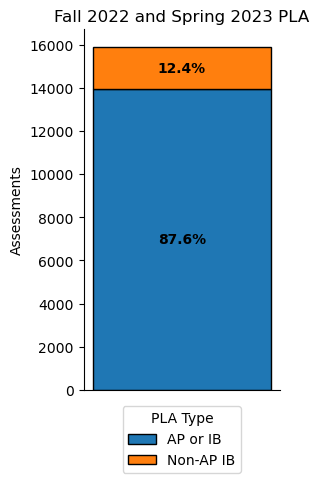 Fall 2022 and Spring 2023 PLA
16000
14000
12000
10000
8000
6000
4000
2000
0
Assessments
12.4%
87.6%
PLA Type
AP or IB
Non-AP IB